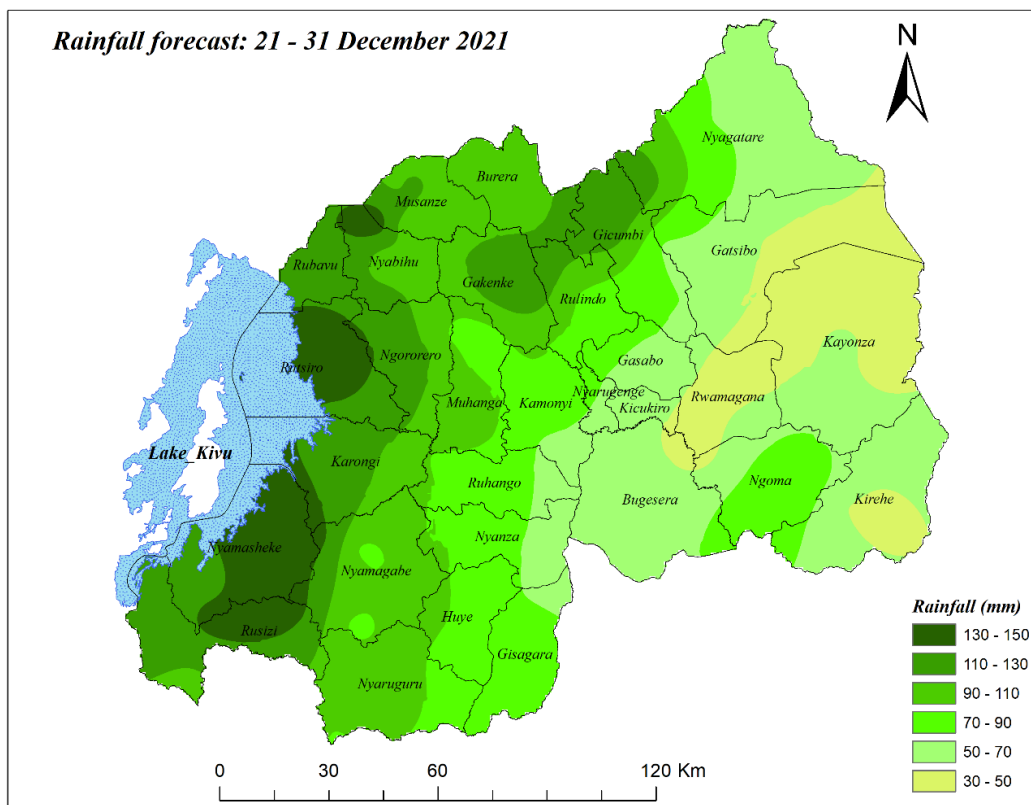 Rainfall forecast: 21 - 31 December 2021
N
Nyagatare
Burera
Musanze
Gicumbi
Gatsibo
Rubavu
Nyabihu
Gakenke
Rulindo
Kayonza
Rutsiro
Ngororero
Gasabo
Nyarugenge
Rwamagana
Muhanga
Kamonyi
Kicukiro
Lake_Kivu
Karongi
Ruhango
Bugesera
Ngoma
Kirehe
Nyamasheke
Nyanza
Nyamagabe
Huye
Rusizi
Gisagara
Nyaruguru
Rainfall (mm)
130 - 150
110 - 130
90 - 110
70 - 90
50 - 70
30 - 50
0 30 60 120 Km